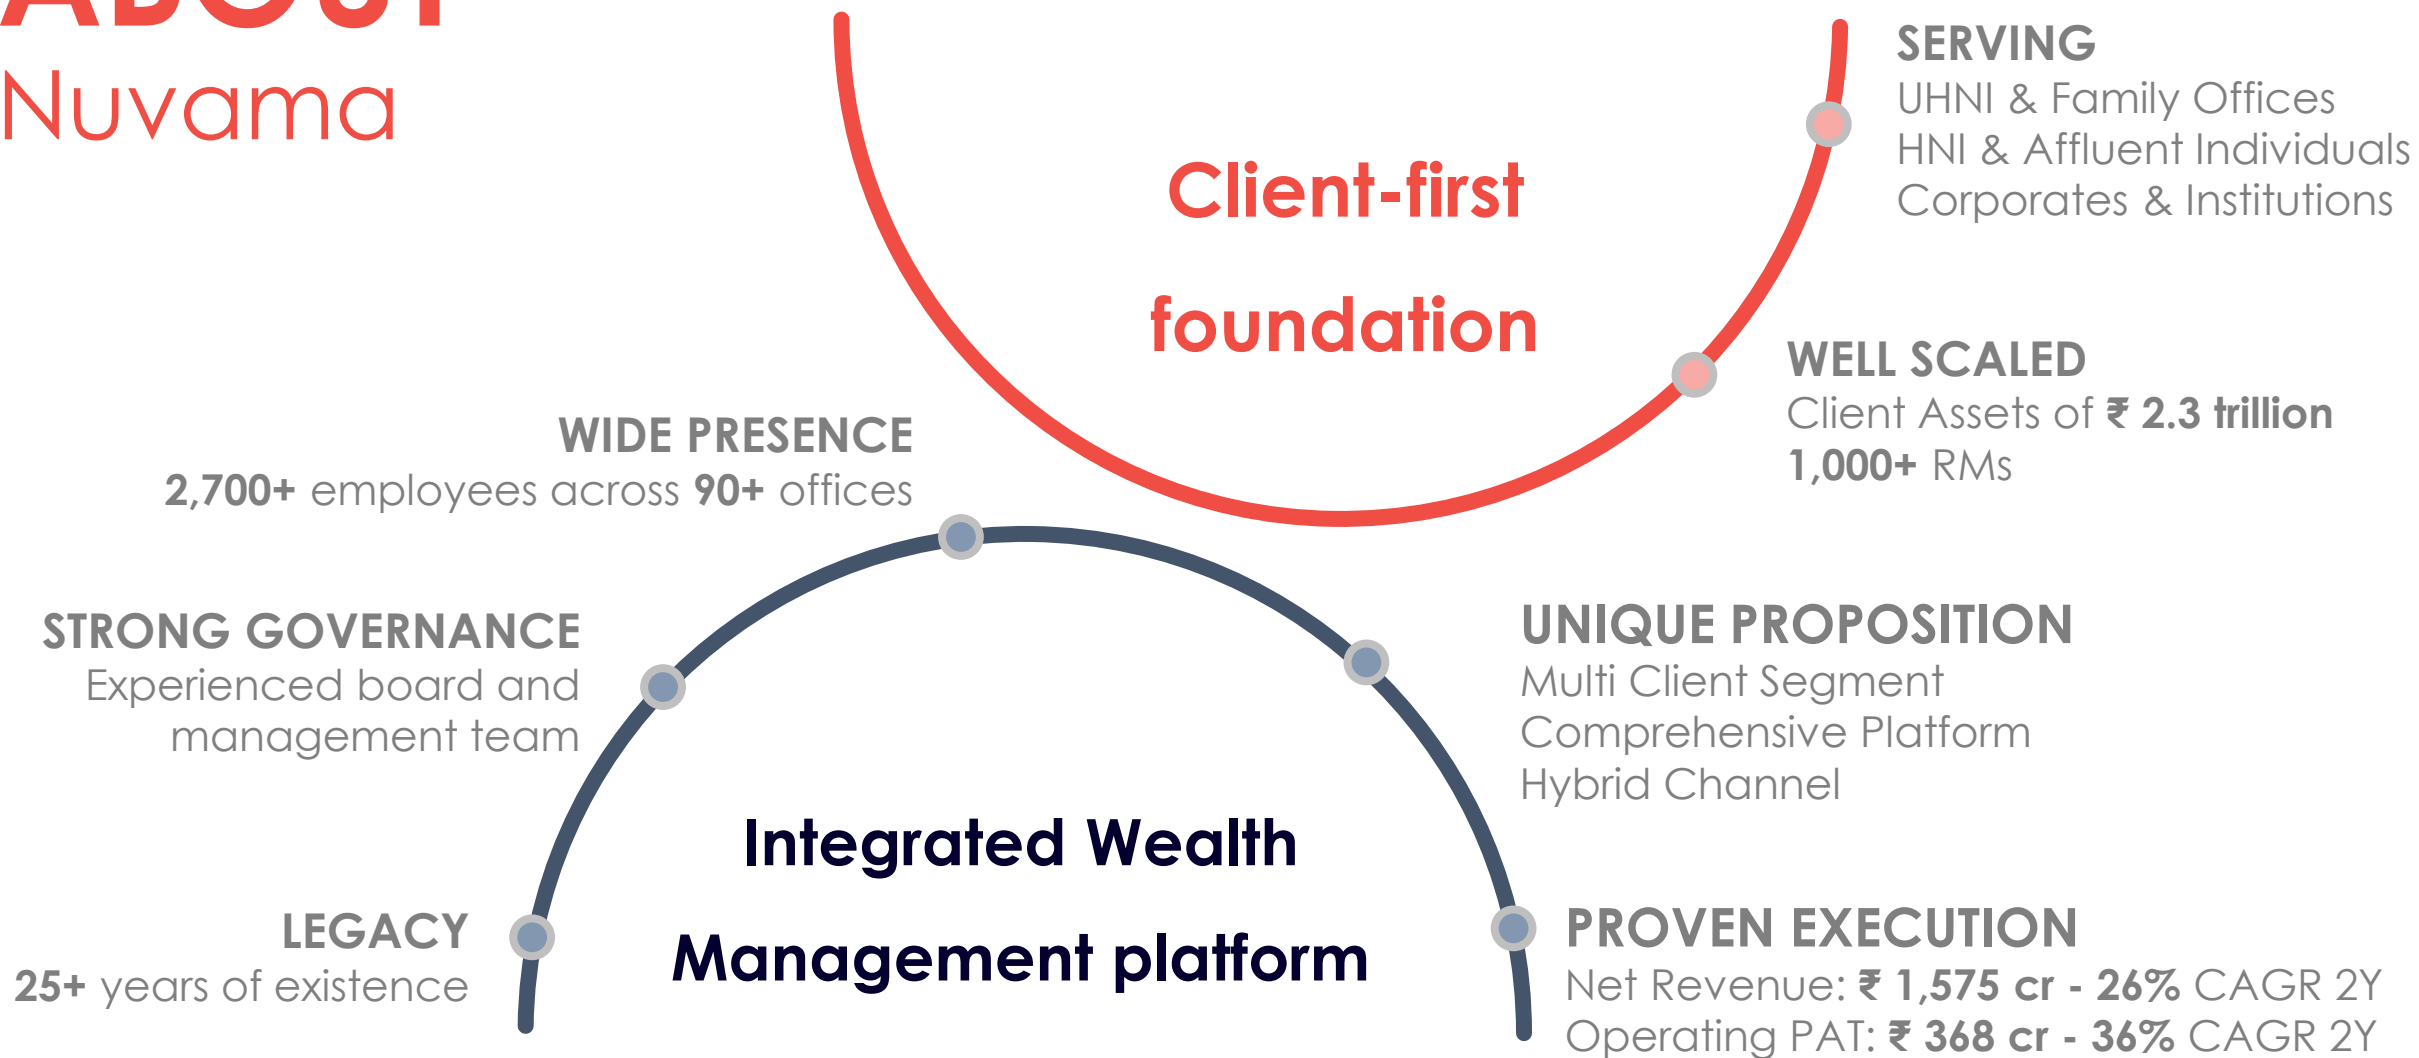 ABOUT
Nuvama
Client-first
foundation
SERVING
UHNI & Family Offices
HNI & Affluent Individuals
Corporates & Institutions
WELL SCALED
Client Assets of ₹ 2.3 trillion
1,000+ RMs
WIDE PRESENCE
2,700+ employees across 90+ offices
STRONG GOVERNANCE
Experienced board and
management team
LEGACY
25+ years of existence
Integrated Wealth
Management platform
UNIQUE PROPOSITION
Multi Client Segment
Comprehensive Platform
Hybrid Channel
PROVEN EXECUTION
Net Revenue: ₹ 1,575 cr - 26% CAGR 2Y
Operating PAT: ₹ 368 cr - 36% CAGR 2Y